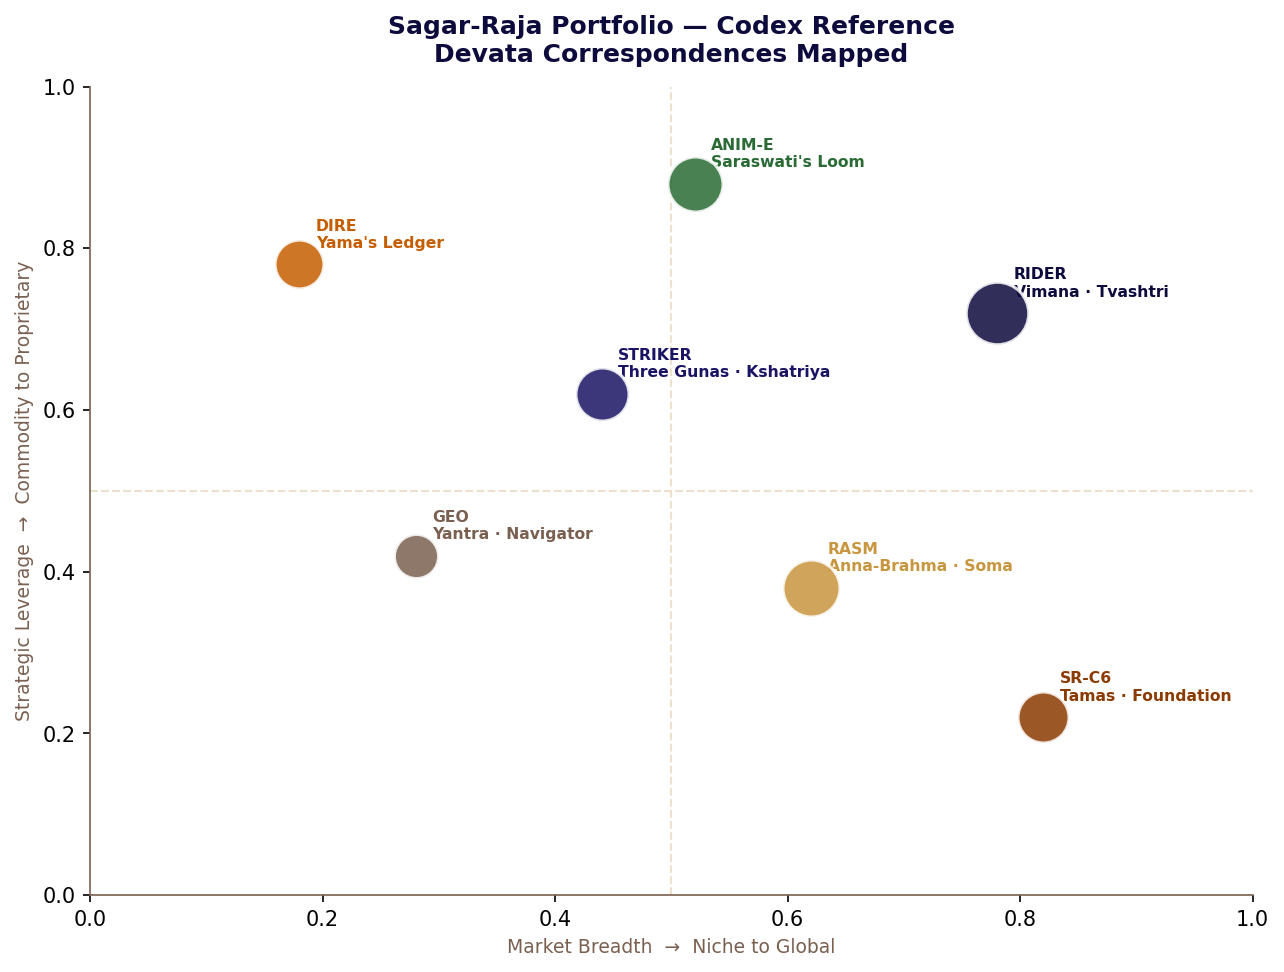 Sagar-Raja Portfolio — Codex Reference
Devata Correspondences Mapped
1.0
ANIM-E
Saraswati's Loom
DIRE
Yama's Ledger
0.8
RIDER
Vimana · Tvashtri
STRIKER
Three Gunas · Kshatriya
0.6
GEO
Yantra · Navigator
RASM
Anna-Brahma · Soma
0.4
SR-C6
Tamas · Foundation
0.2
0.0
Strategic Leverage → Commodity to Proprietary
0.0 0.2 0.4 0.6 0.8 1.0
Market Breadth → Niche to Global